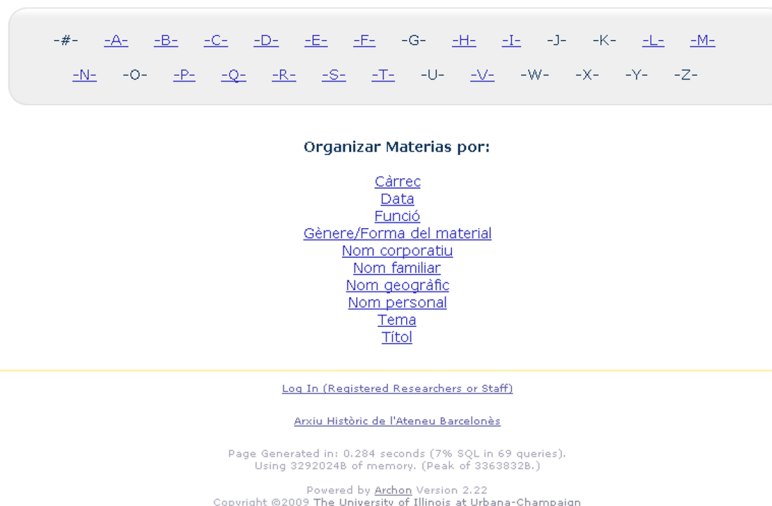 -#- -A- -B- -C- -D- -E- -F- -G- -H- -I- -J- -K- -L- -M-
-N- -O- -P- -Q- -R- -S- -T- -U- -V- -W- -X- -Y- -Z-
Organizar Materias por:
Càrrec
Data
Funció
Gènere/Forma del material
Nom corporatiu
Nom familiar
Nom geogràfic
Nom personal
Tema
Títol
Log In (Registered Researchers or Staff)
Arxiu Històric de l'Ateneu Barcelonès
Page Generated in: 0.284 seconds (7% SQL in 69 queries).
Using 3292024B of memory. (Peak of 3363832B.)
Powered by Archon Version 2.22
Copyright ©2009 The University of Illinois at Urbana-Champaign